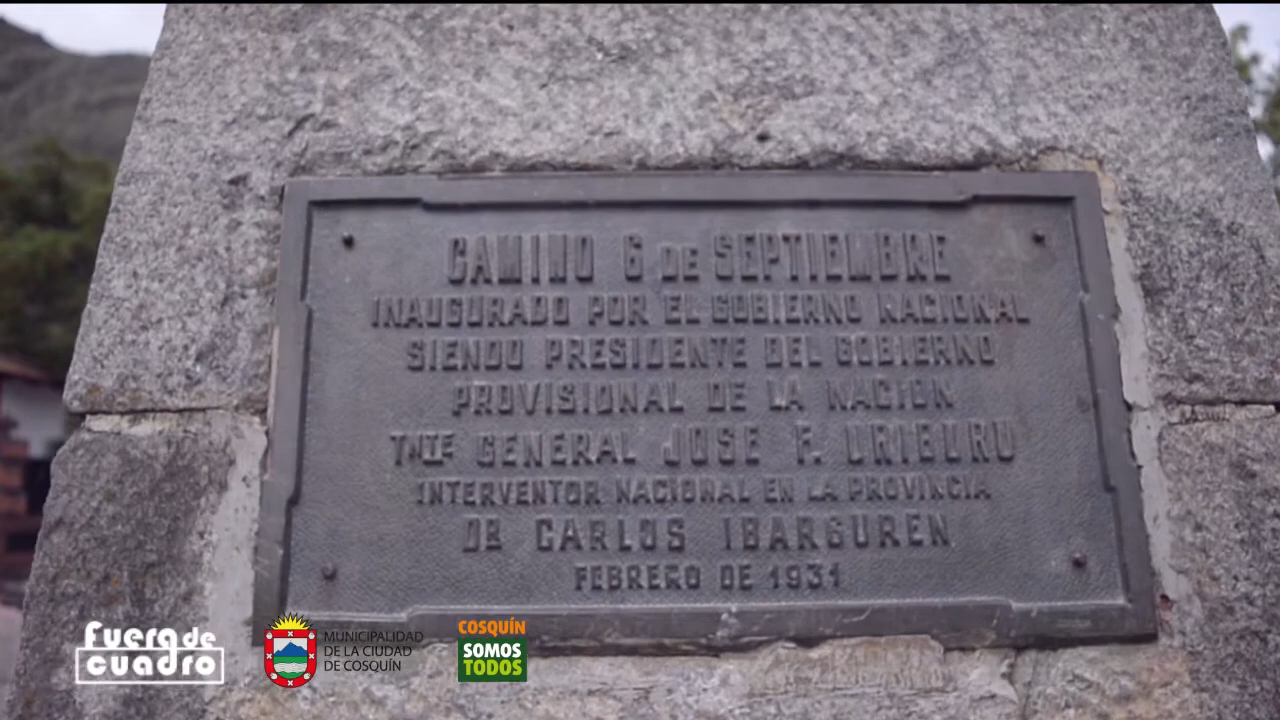 CAMINO 6 DE SEPTIEMBRE
INAUGURADO POR EL GOBIERNO NACIONAL
SIENDO PRESIDENTE DEL GOBIERNO
PROVISIONAL DE LA NACION
TNTE GENERAL JOSE F. URIBURU
INTERVENTOR NACIONAL EN LA PROVINCIA
DR CARLOS IBARGUREN
FEBRERO DE 1931
Fuera de
cuadro
MUNICIPALIDAD
DE LA CIUDAD
DE COSQUÍN
COSQUÍN
SOMOS
TODOS